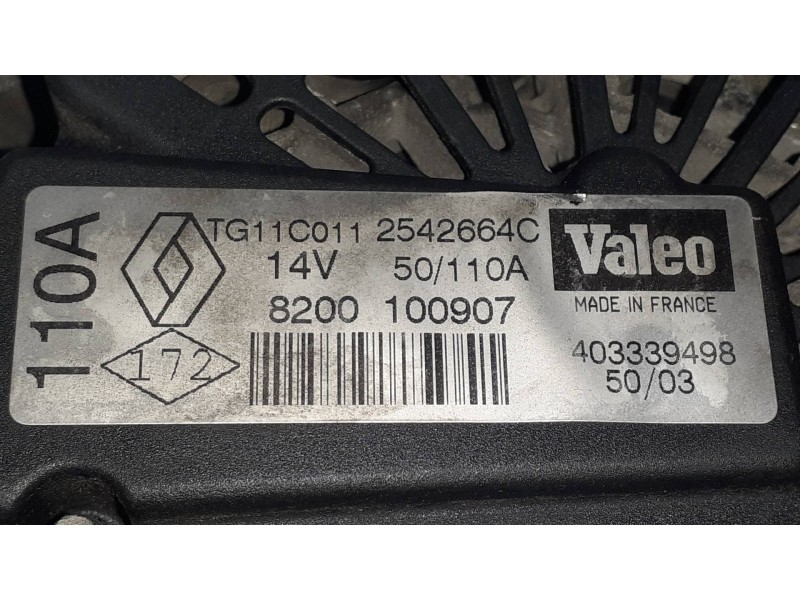 110A
TG11C011 2542664C
14V 50/110A
8200 100907
172
Valeo
MADE IN FRANCE
403339498
50/03